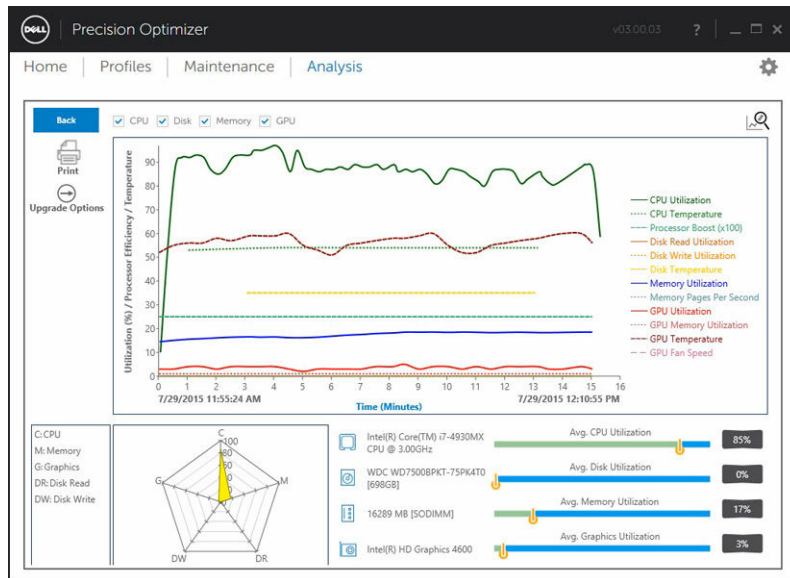 DELL Precision Optimizer v03.00.03 ?
Home Profiles Maintenance Analysis
Back
CPU Disk Memory GPU
Print
Upgrade Options
Utilization (%) / Processor Efficiency / Temperature
90
80
70
60
50
40
30
20
10
0
0 1 2 3 4 5 6 7 8 9 10 11 12 13 14 15 16
7/29/2015 11:55:24 AM 7/29/2015 12:10:55 PM
Time (Minutes)
CPU Utilization
CPU Temperature
Processor Boost (x100)
Disk Read Utilization
Disk Write Utilization
Disk Temperature
Memory Utilization
Memory Pages Per Second
GPU Utilization
GPU Memory Utilization
GPU Temperature
GPU Fan Speed
C:CPU
M: Memory
G:Graphics
DR: Disk Read
DW: Disk Write
C
100
G
M
DW
DR
Intel(R) Core(TM) i7-4930MX
CPU @ 3.00GHz
Avg. CPU Utilization
85%
WDC WD7500BPKT-75PK4T0
[698GB]
Avg. Disk Utilization
0%
16289 MB [SODIMM]
Avg. Memory Utilization
17%
Intel(R) HD Graphics 4600
Avg. Graphics Utilization
3%